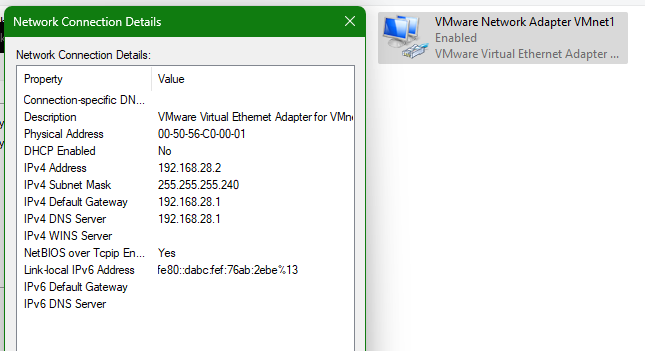 Network Connection Details
Network Connection Details:
Property Value
Connection-specific DN...
Description VMware Virtual Ethernet Adapter for VMne
Physical Address 00-50-56-C0-00-01
DHCP Enabled No
IPv4 Address 192.168.28.2
IPv4 Subnet Mask 255.255.255.240
IPv4 Default Gateway 192.168.28.1
IPv4 DNS Server 192.168.28.1
IPv4 WINS Server
NetBIOS over Tcpip En... Yes
Link-local IPv6 Address fe80::dabc:fef:76ab:2ebe%13
IPv6 Default Gateway
IPv6 DNS Server
VMware Network Adapter VMnet1
Enabled
VMware Virtual Ethernet Adapter ...